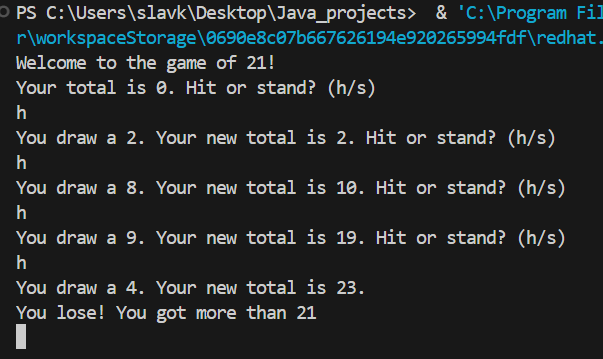 PS C:\Users\slavk\Desktop\Java_projects>  & 'C:\Program Fil
r\workspaceStorage\0690e8c07b667626194e920265994fdf\redhat.
Welcome to the game of 21!
Your total is 0. Hit or stand? (h/s)
h
You draw a 2. Your new total is 2. Hit or stand? (h/s)
h
You draw a 8. Your new total is 10. Hit or stand? (h/s)
h
You draw a 9. Your new total is 19. Hit or stand? (h/s)
h
You draw a 4. Your new total is 23.
You lose! You got more than 21